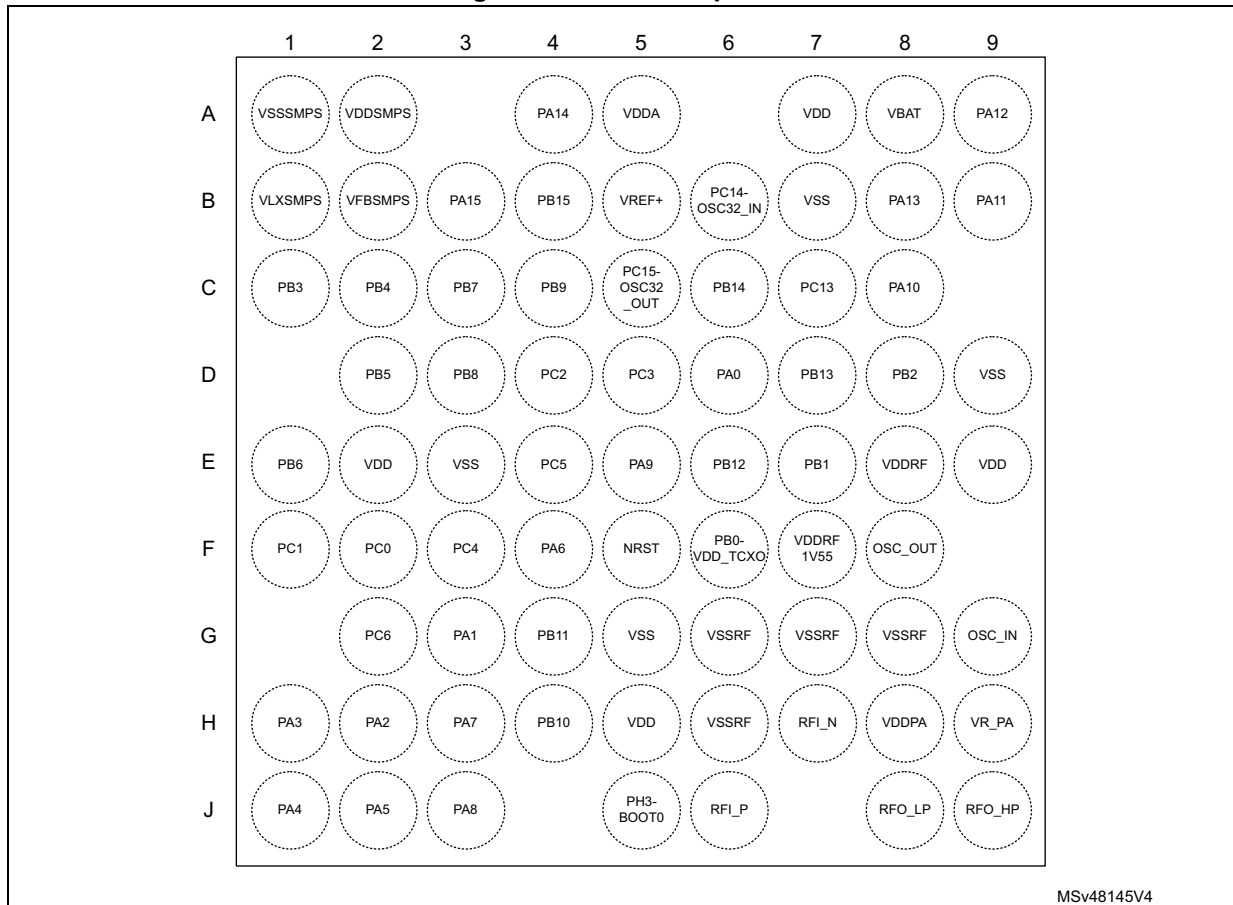 1 2 3 4 5 6 7 8 9
A VSSSMPS VDDSMPS PA14 VDDA VDD VBAT PA12
B VLXSMPS VFBSMPS PA15 PB15 VREF+ PC14-
OSC32_IN VSS PA13 PA11
C PB3 PB4 PB7 PB9 PC15-
OSC32
_OUT PB14 PC13 PA10
D PB5 PB8 PC2 PC3 PA0 PB13 PB2 VSS
E PB6 VDD VSS PC5 PA9 PB12 PB1 VDDRF VDD
F PC1 PC0 PC4 PA6 NRST PB0-
VDD_TCXO VDDRF
1V55 OSC_OUT
G PC6 PA1 PB11 VSS VSSRF VSSRF VSSRF OSC_IN
H PA3 PA2 PA7 PB10 VDD VSSRF RFI_N VDDPA VR_PA
J PA4 PA5 PA8 PH3-
BOOT0 RFI_P RFO_LP RFO_HP
MSv48145V4